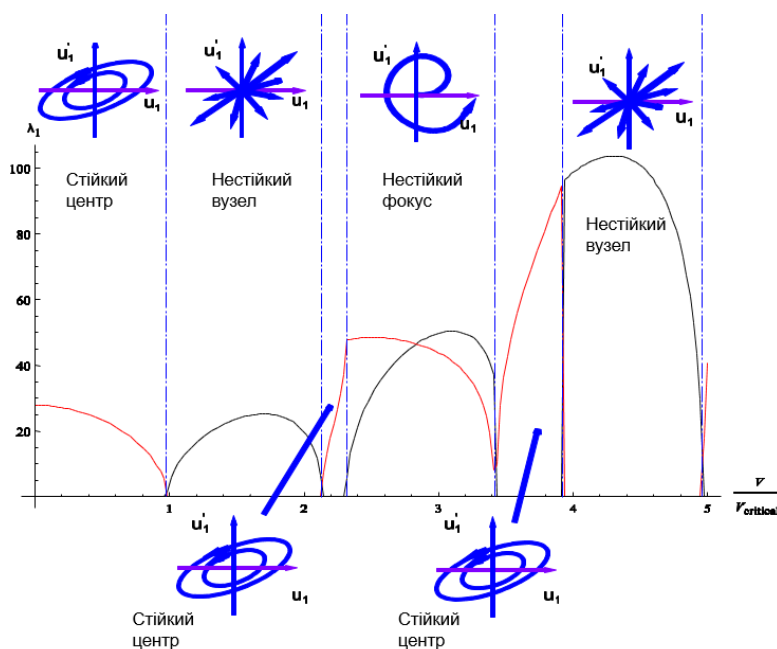 u'₁
u₁
u'₁
u₁
u'₁
u₁
u'₁
u₁
λ₁
Стійкий
центр
Нестійкий
вузел
Нестійкий
фокус
Нестійкий
вузел
100
80
60
40
20
1
2
3
4
5
V
V critical
u'₁
u₁
Стійкий
центр
u'₁
u₁
Стійкий
центр